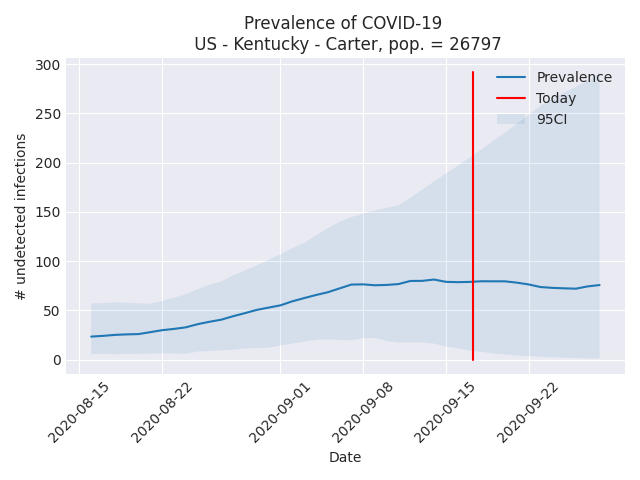 Prevalence of COVID-19
US - Kentucky - Carter, pop. = 26797
300
250
200
150
100
50
0
# undetected infections
Prevalence
Today
95CI
2020-08-15
2020-08-22
2020-09-01
2020-09-08
2020-09-15
2020-09-22
Date